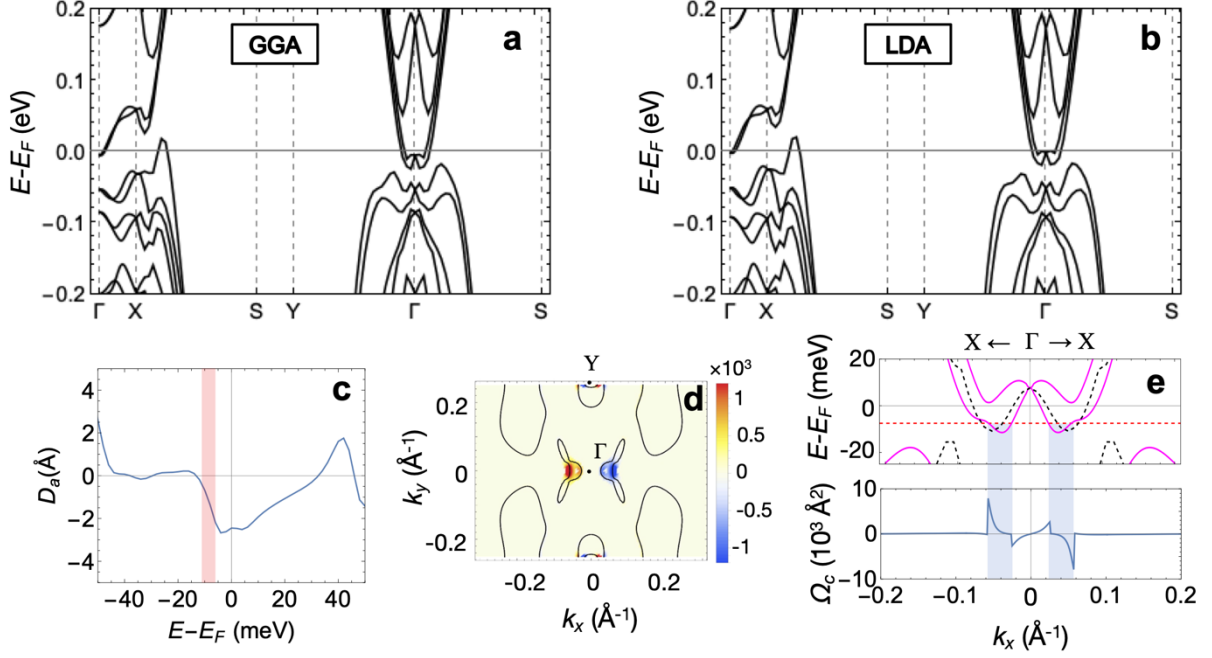 GGA
a
0.2
0.1
0.0
−0.1
−0.2
E-E_F (eV)
Γ X S Y Γ S
LDA
b
0.2
0.1
0.0
−0.1
−0.2
E-E_F (eV)
Γ X S Y Γ S
c
4
2
0
−2
−4
D_a(Å)
−40 −20 0 20 40
E−E_F (meV)
d
Y
Γ
0.2
0
-0.2
k_y (Å⁻¹)
-0.2 0 0.2
k_x (Å⁻¹)
×10³
1
0.5
0
-0.5
-1
X ← Γ → X
e
20
0
−20
E-E_F (meV)
10
0
−10
Ω_c (10³ Å²)
−0.2 −0.1 0 0.1 0.2
k_x (Å⁻¹)